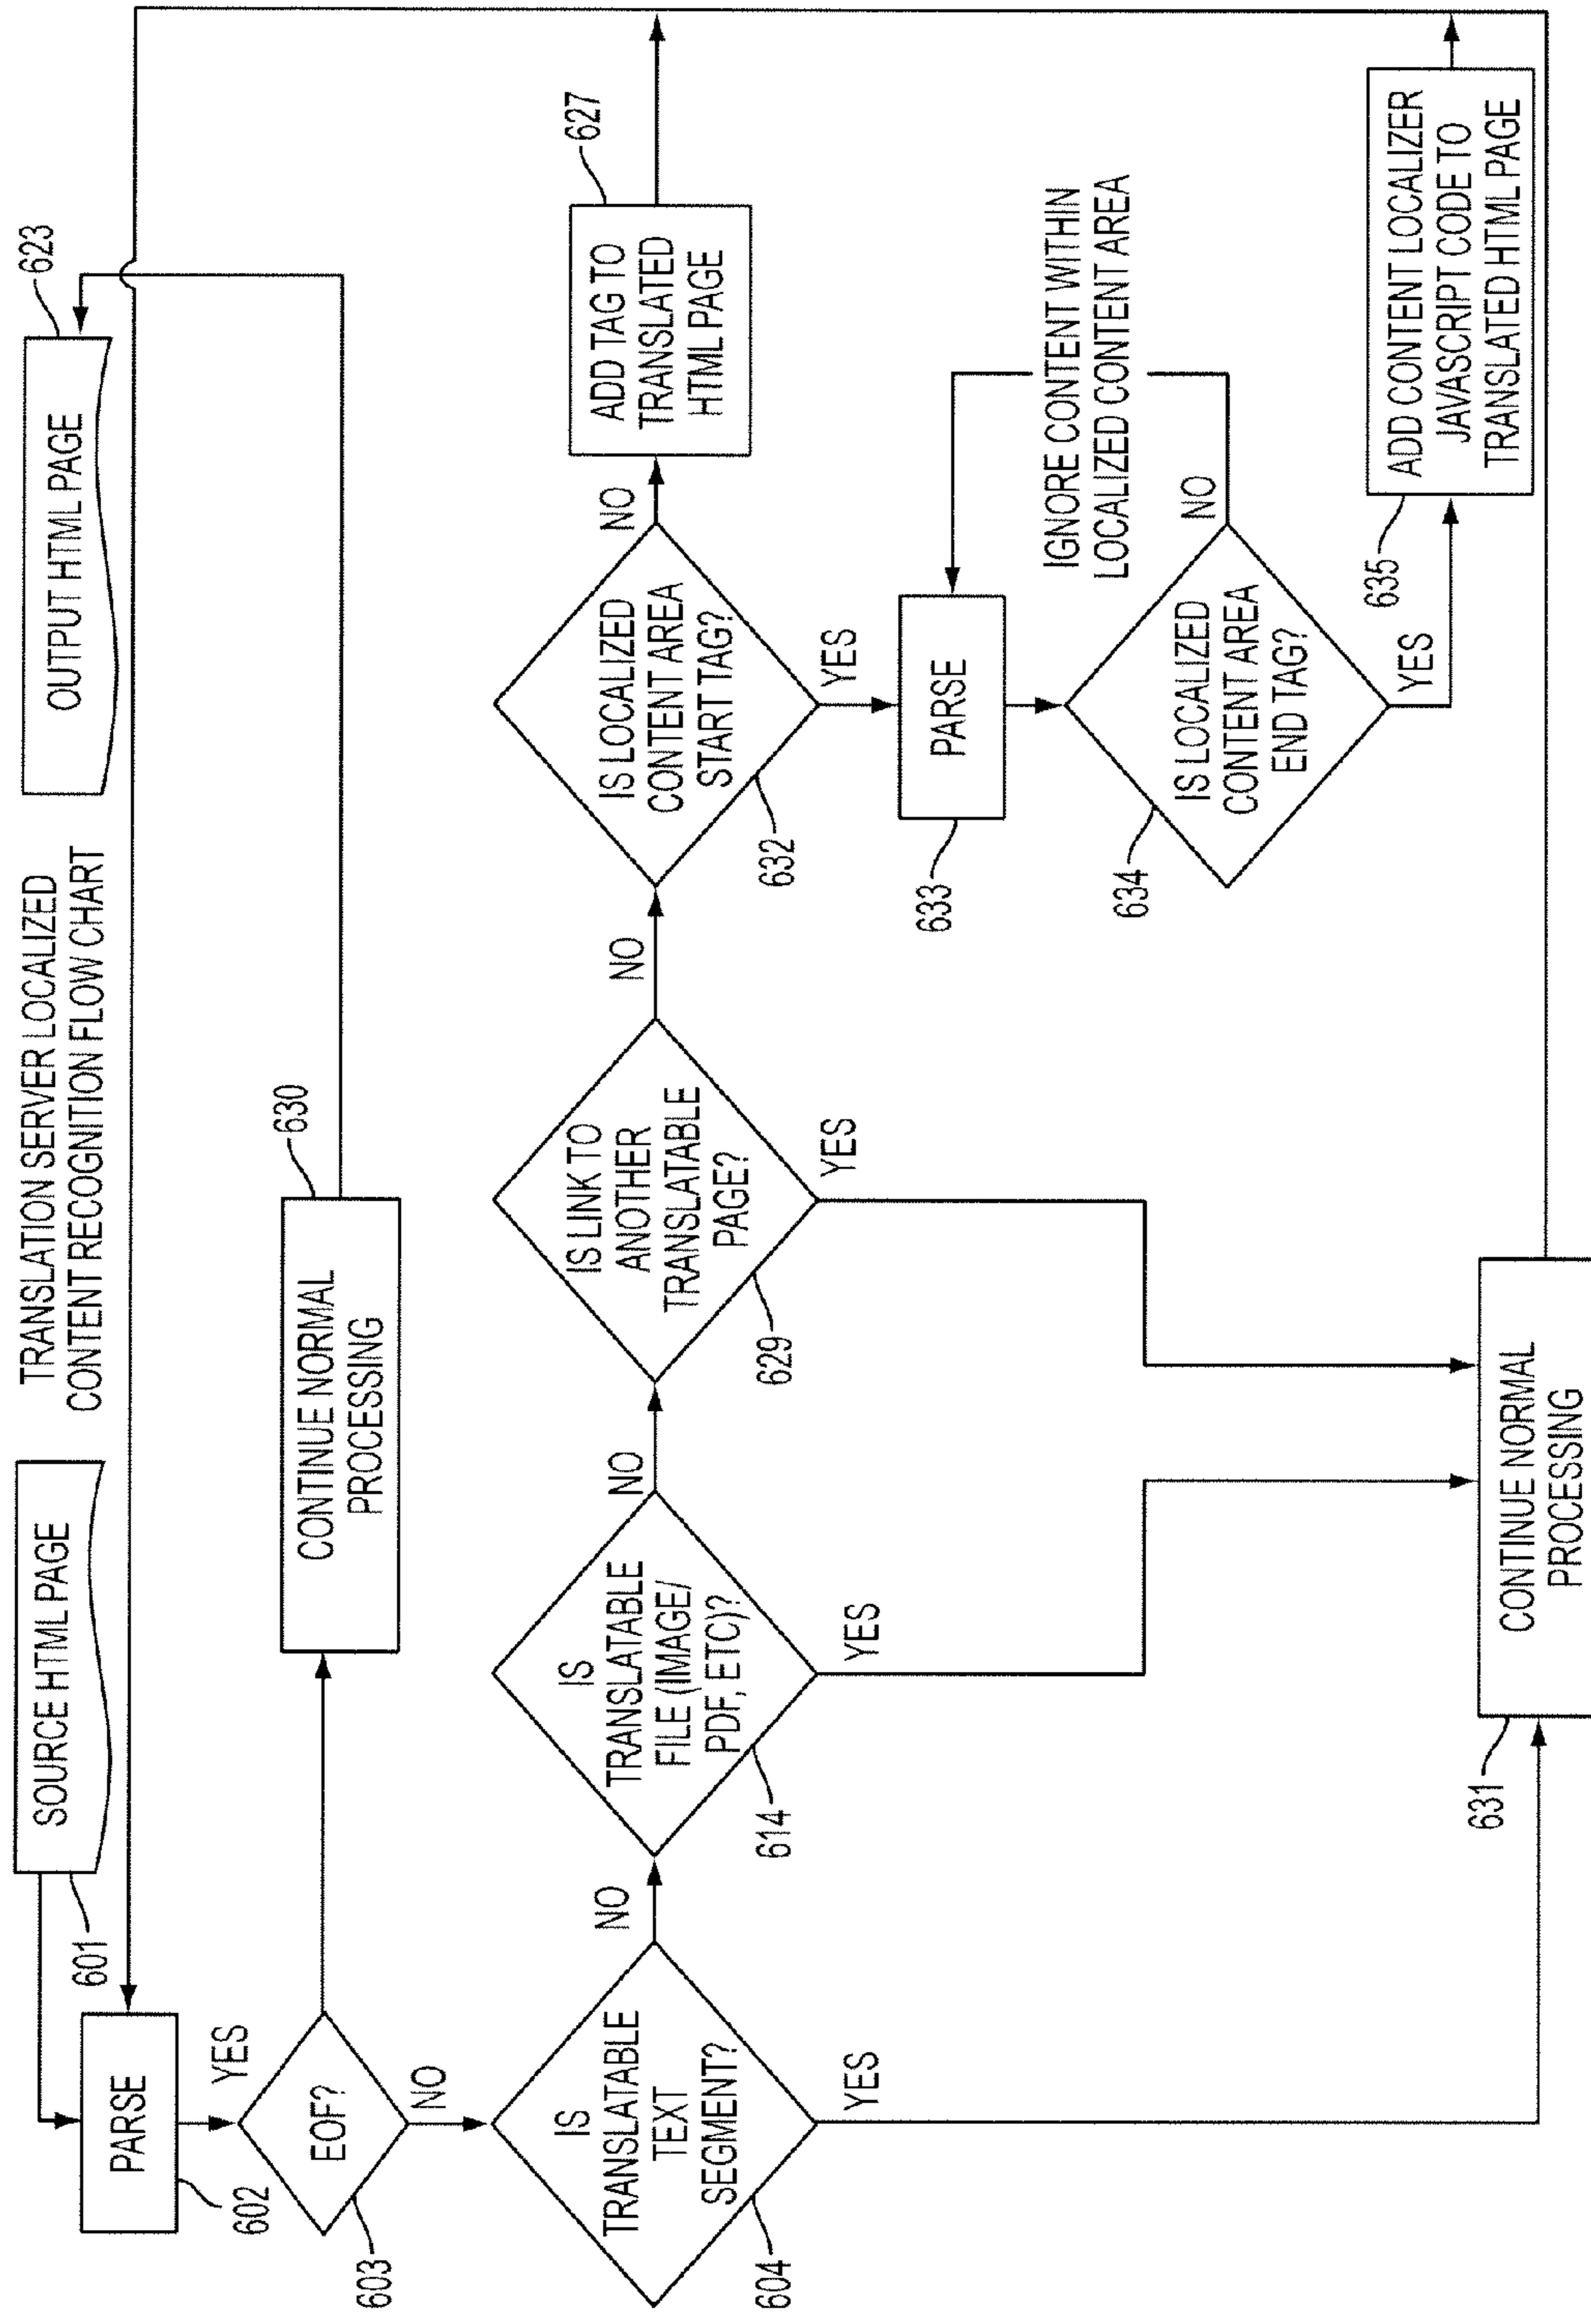 TRANSLATION SERVER LOCALIZED
CONTENT RECOGNITION FLOW CHART
SOURCE HTML PAGE
601
OUTPUT HTML PAGE
623
PARSE
602
YES
EOF?
603
NO
CONTINUE NORMAL
PROCESSING
630
IS
TRANSLATABLE
TEXT
SEGMENT?
604
NO
YES
IS
TRANSLATABLE
FILE (IMAGE/
PDF, ETC)?
614
NO
YES
IS LINK TO
ANOTHER
TRANSLATABLE
PAGE?
629
NO
YES
IS LOCALIZED
CONTENT AREA
START TAG?
632
NO
YES
ADD TAG TO
TRANSLATED
HTML PAGE
627
PARSE
633
IGNORE CONTENT WITHIN
LOCALIZED CONTENT AREA
IS LOCALIZED
CONTENT AREA
END TAG?
634
NO
YES
ADD CONTENT LOCALIZER
JAVASCRIPT CODE TO
TRANSLATED HTML PAGE
635
CONTINUE NORMAL
PROCESSING
631